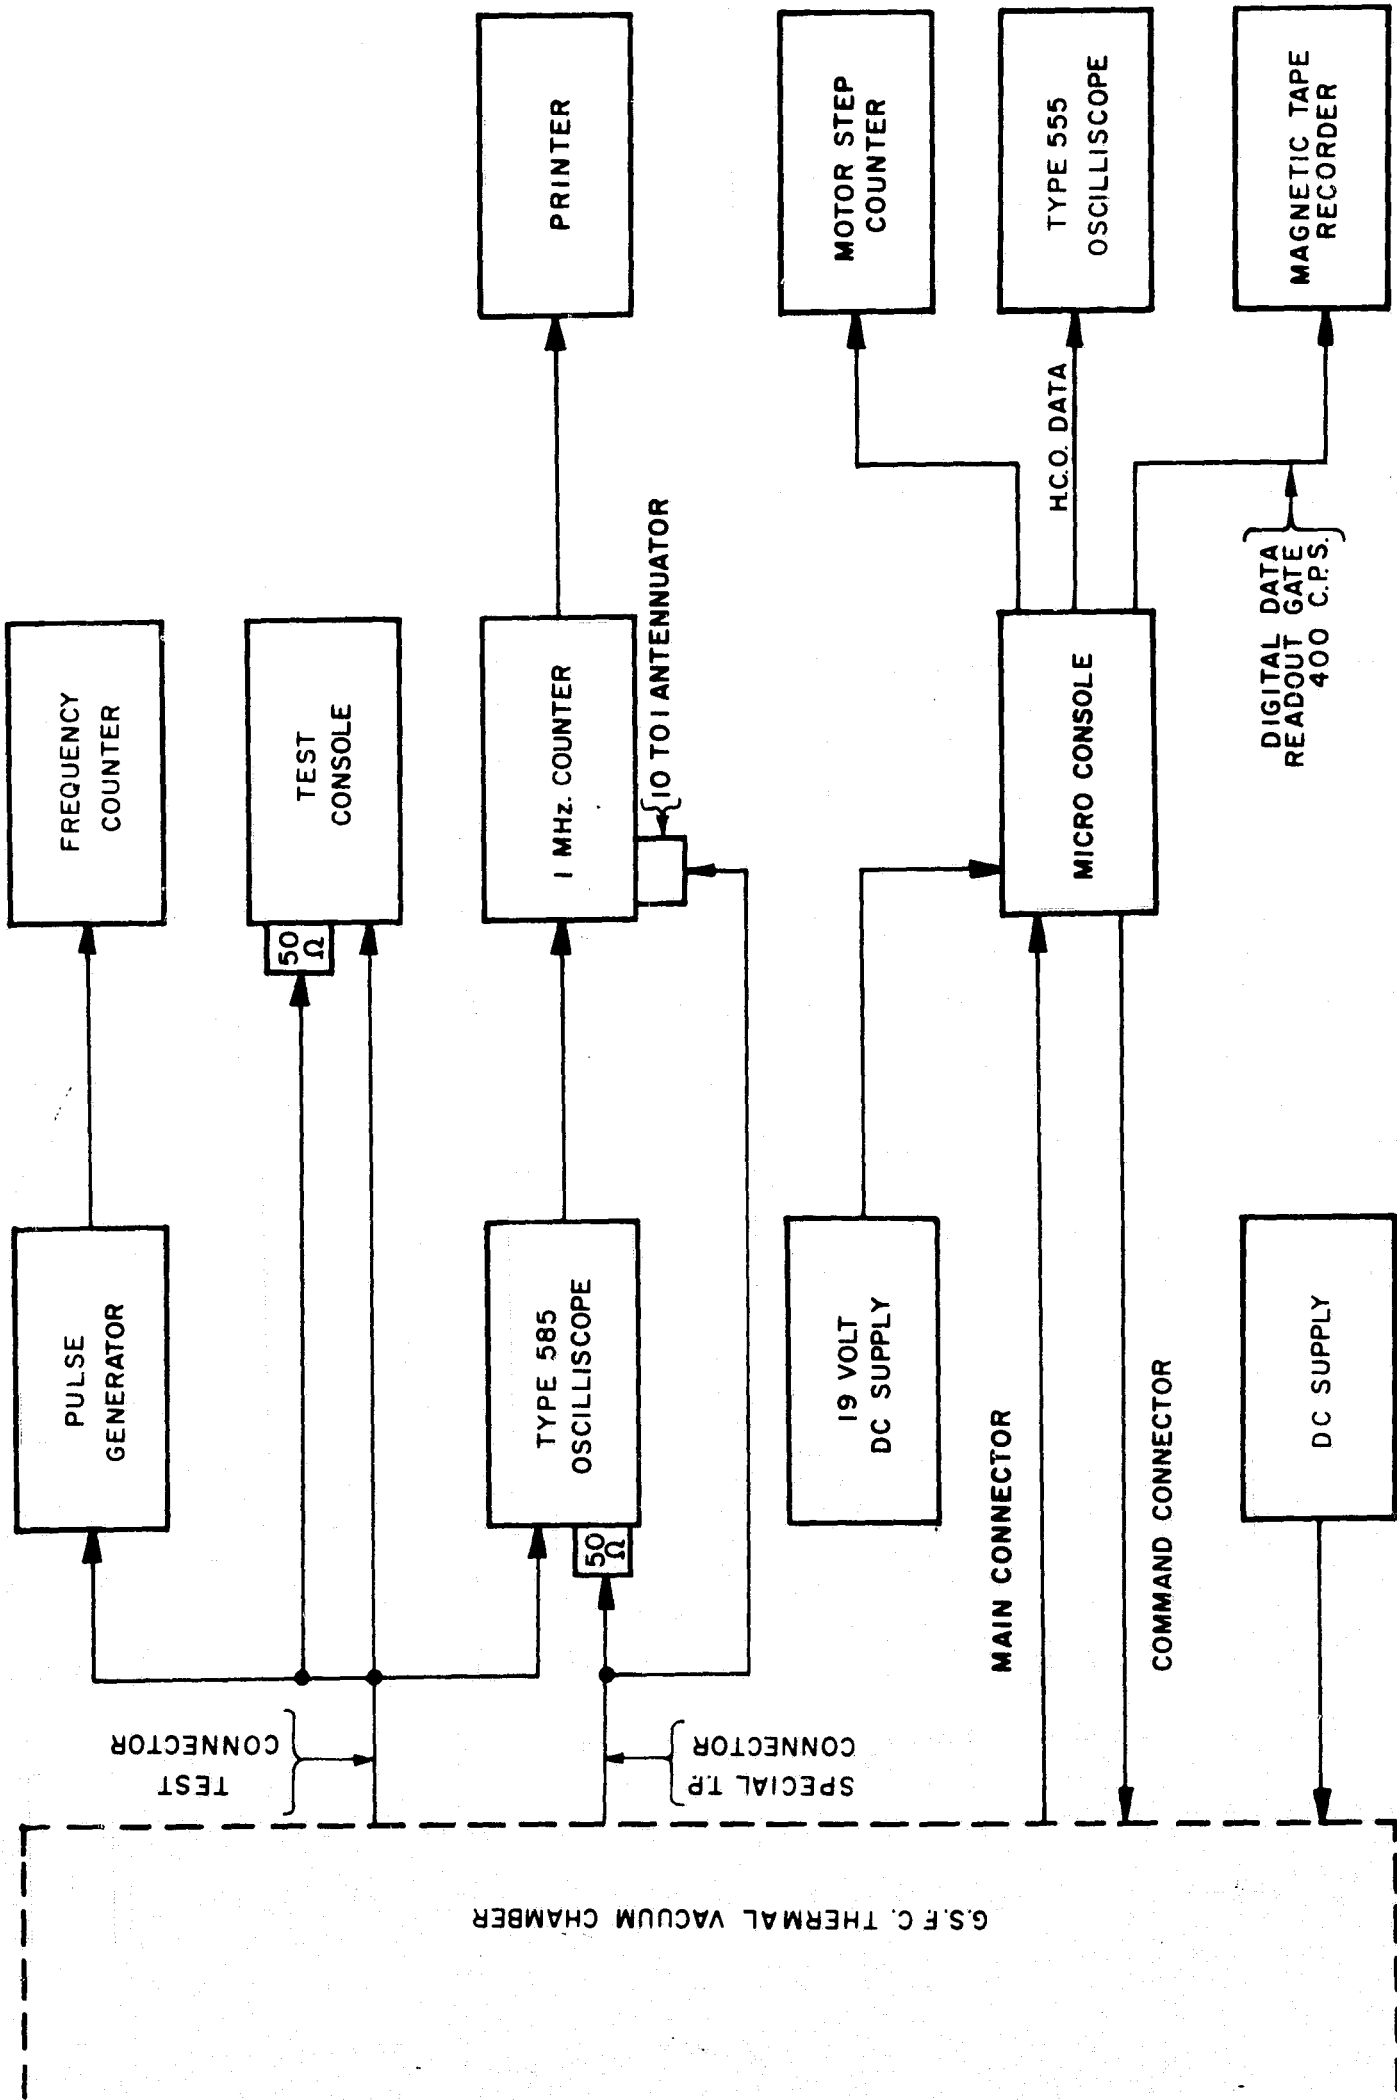 G.S.F.C. THERMAL VACUUM CHAMBER
TEST
CONNECTOR
SPECIAL T.P.
CONNECTOR
MAIN CONNECTOR
COMMAND CONNECTOR
PULSE
GENERATOR
FREQUENCY
COUNTER
50
Ω
TEST
CONSOLE
50
Ω
TYPE 585
OSCILLISCOPE
1 MHz. COUNTER
10 TO 1 ANTENNUATOR
PRINTER
19 VOLT
DC SUPPLY
DC SUPPLY
MICRO CONSOLE
H.C.O. DATA
DIGITAL DATA
READOUT GATE
400 C.P.S.
MOTOR STEP
COUNTER
TYPE 555
OSCILLISCOPE
MAGNETIC TAPE
RECORDER